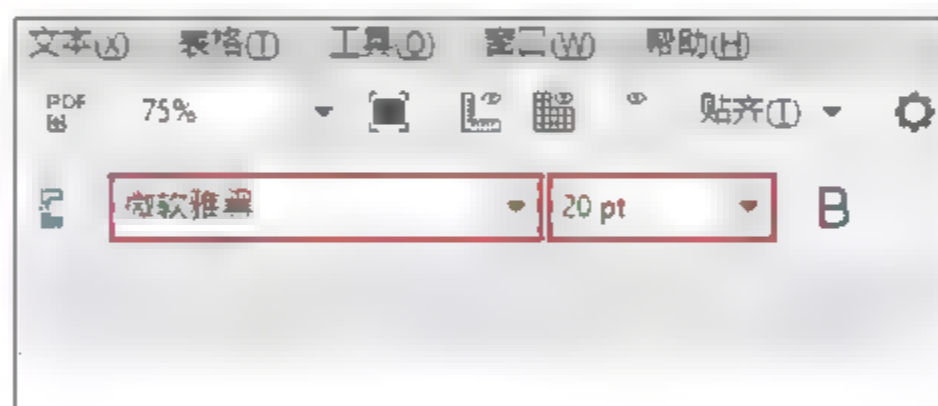 文本(X) 表格(T) 工具(O) 窗口(W) 帮助(H)
PDF 75% 贴齐(T)
微软雅黑 20 pt B